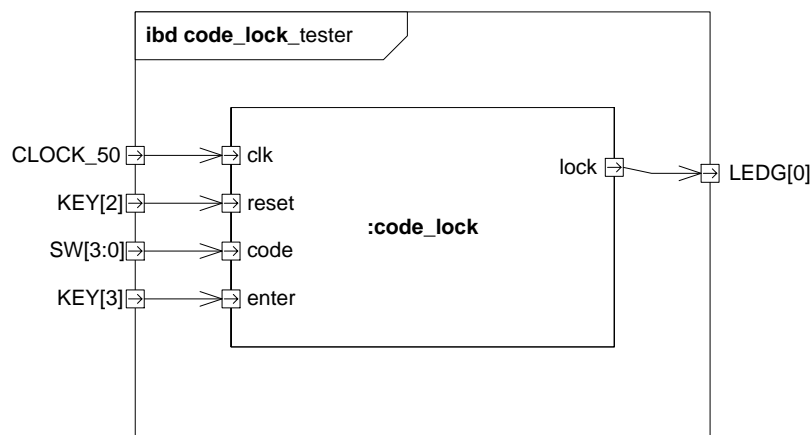 ibd code_lock_tester
CLOCK_50
clk
lock
LEDG[0]
KEY[2]
reset
:code_lock
SW[3:0]
code
KEY[3]
enter